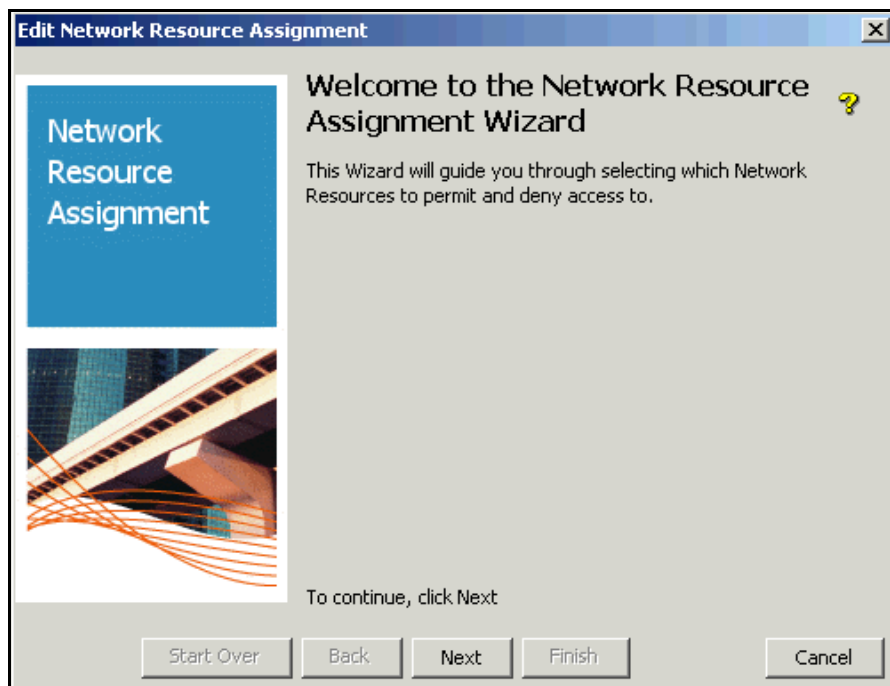 Edit Network Resource Assignment
Network
Resource
Assignment
Welcome to the Network Resource
Assignment Wizard
This Wizard will guide you through selecting which Network
Resources to permit and deny access to.
To continue, click Next
Start Over
Back
Next
Finish
Cancel